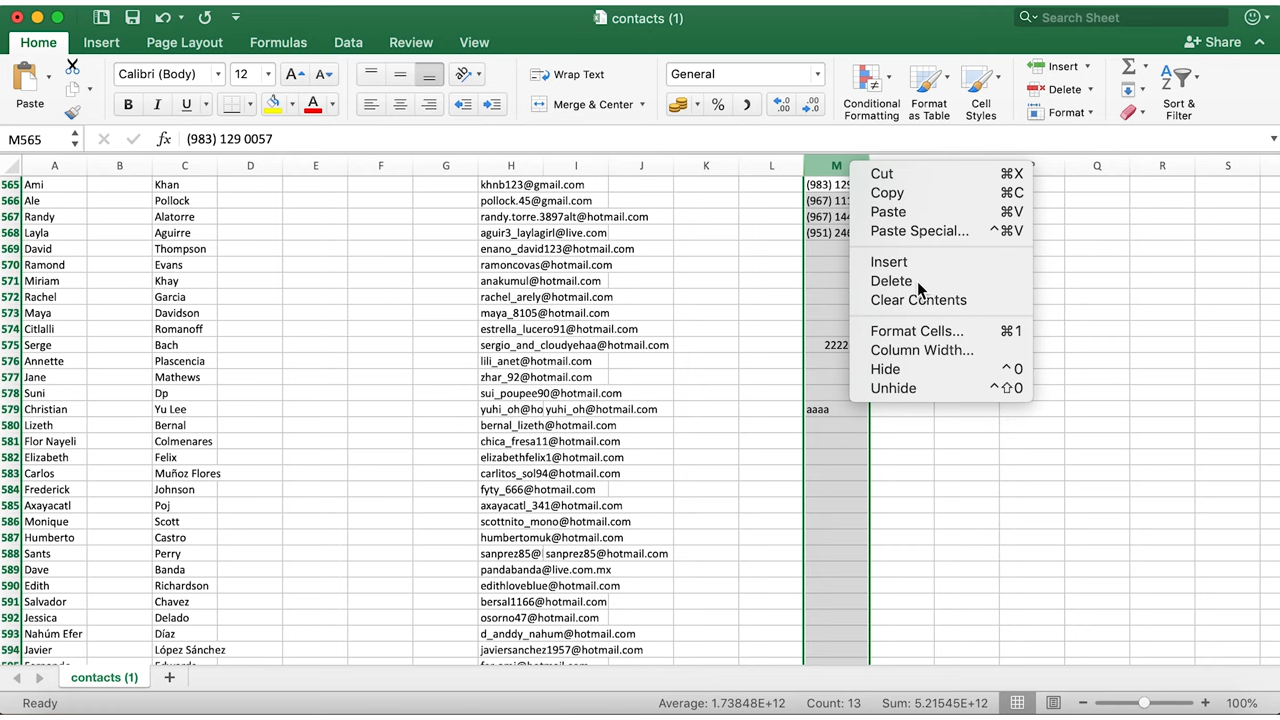 contacts (1)
Search Sheet
Home Insert Page Layout Formulas Data Review View
Share
Paste
Calibri (Body) 12 A A
B I U A
Wrap Text
Merge & Center
General
%
Conditional Formatting
Format as Table
Cell Styles
Insert
Delete
Format
Sort & Filter
M565 fx (983) 129 0057
A B C D E F G H I J K L M Q R S
565 Ami Khan khnb123@gmail.com (983) 129
566 Ale Pollock pollock.45@gmail.com
567 Randy Alatorre randy.torre.3897alt@hotmail.com (967) 144
568 Layla Aguirre aguir3_laylagirl@live.com (951) 246
569 David Thompson enano_david123@hotmail.com
570 Ramond Evans ramoncovas@hotmail.com
571 Miriam Khay anakumul@hotmail.com
572 Rachel Garcia rachel_arely@hotmail.com
573 Maya Davidson maya_8105@hotmail.com
574 Citlalli Romanoff estrella_lucero91@hotmail.com
575 Serge Bach sergio_and_cloudyehaa@hotmail.com 2222
576 Annette Plascencia lili_anet@hotmail.com
577 Jane Mathews zhar_92@hotmail.com
578 Suni Dp sui_poupee90@hotmail.com
579 Christian Yu Lee yuhi_oh@ho yuhi_oh@hotmail.com aaaa
580 Lizeth Bernal bernal_lizeth@hotmail.com
581 Flor Nayeli Colmenares chica_fresa11@hotmail.com
582 Elizabeth Felix elizabethfelix1@hotmail.com
583 Carlos Muñoz Flores carlitos_sol94@hotmail.com
584 Frederick Johnson fyty_666@hotmail.com
585 Axayacatl Poj axayacatl_341@hotmail.com
586 Monique Scott scottnito_mono@hotmail.com
587 Humberto Castro humbertomuk@hotmail.com
588 Sants Perry sanprez85@ sanprez85@hotmail.com
589 Dave Banda pandabanda@live.com.mx
590 Edith Richardson edithloveblue@hotmail.com
591 Salvador Chavez bersal1166@hotmail.com
592 Jessica Delado osorno47@hotmail.com
593 Nahúm Efer Díaz d_anddy_nahum@hotmail.com
594 Javier López Sánchez javiersanchez1957@hotmail.com
Cut ⌘X
Copy ⌘C
Paste ⌘V
Paste Special... ^⌘V
Insert
Delete
Clear Contents
Format Cells... ⌘1
Column Width...
Hide ^0
Unhide ^⇧0
contacts (1) +
Ready Average: 1.73848E+12 Count: 13 Sum: 5.21545E+12 100%